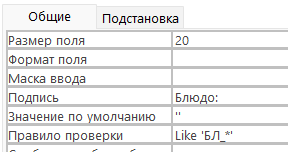 Общие Подстановка
Размер поля 20
Формат поля
Маска ввода
Подпись Блюдо:
Значение по умолчанию ''
Правило проверки Like 'БЛ_*'